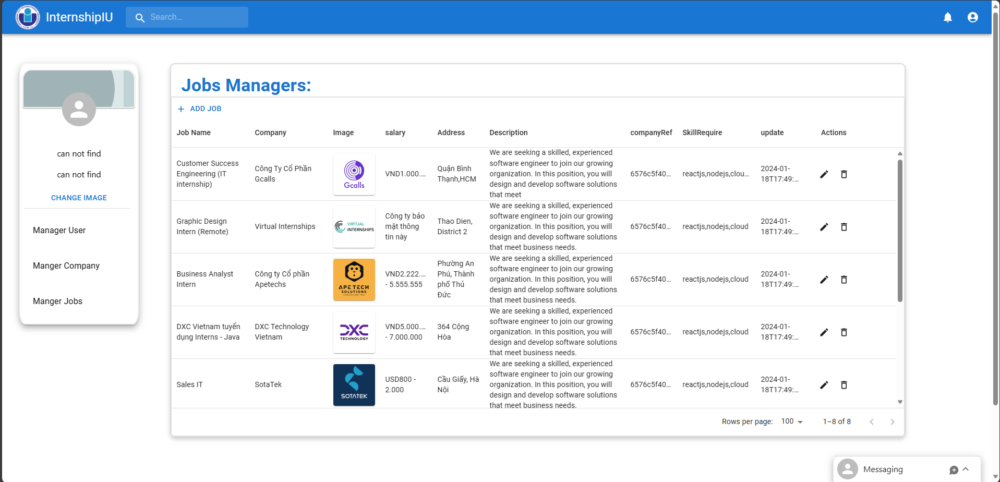 InternshipIU
Search...
can not find
can not find
CHANGE IMAGE
Manager User
Manger Company
Manger Jobs
Jobs Managers:
+ ADD JOB
Job Name Company Image salary Address Description companyRef SkillRequire update Actions
Customer Success
Engineering (IT
internship)
Công Ty Cổ Phần
Gcalls
Gcalls
VND1.000....
Quận Bình
Thạnh,HCM
We are seeking a skilled, experienced
software engineer to join our growing
organization. In this position, you will
design and develop software solutions
that meet
6576c5f40...
reactjs,nodejs,clou...
2024-01-
18T17:49:...
Graphic Design
Intern (Remote)
Virtual Internships
VIRTUAL
INTERNSHIPS
Công ty bảo
mật thông
tin này
Thao Dien,
District 2
We are seeking a skilled, experienced
software engineer to join our growing
organization. In this position, you will
design and develop software solutions
that meet business needs.
6576c5f40...
reactjs,nodejs,cloud
2024-01-
18T17:49:...
Business Analyst
Intern
Công ty Cổ phần
Apetechs
APETECH
SOLUTIONS
VND2.222....
- 5.555.555
Phường An
Phú, Thành
phố Thủ
Đức
We are seeking a skilled, experienced
software engineer to join our growing
organization. In this position, you will
design and develop software solutions
that meet business needs.
6576c5f40...
reactjs,nodejs,cloud
2024-01-
18T17:49:...
DXC Vietnam tuyển
dụng Interns - Java
DXC Technology
Vietnam
DXC
TECHNOLOGY
VND5.000....
- 7.000.000
364 Cộng
Hòa
We are seeking a skilled, experienced
software engineer to join our growing
organization. In this position, you will
design and develop software solutions
that meet business needs.
6576c5f40...
reactjs,nodejs,cloud
2024-01-
18T17:49:...
Sales IT
SotaTek
SOTATEK
USD800 -
2.000
Cầu Giấy, Hà
Nội
We are seeking a skilled, experienced
software engineer to join our growing
organization. In this position, you will
design and develop software solutions
that meet business needs.
6576c5f40...
reactjs,nodejs,cloud
2024-01-
18T17:49:...
Rows per page: 100 1–8 of 8
Messaging